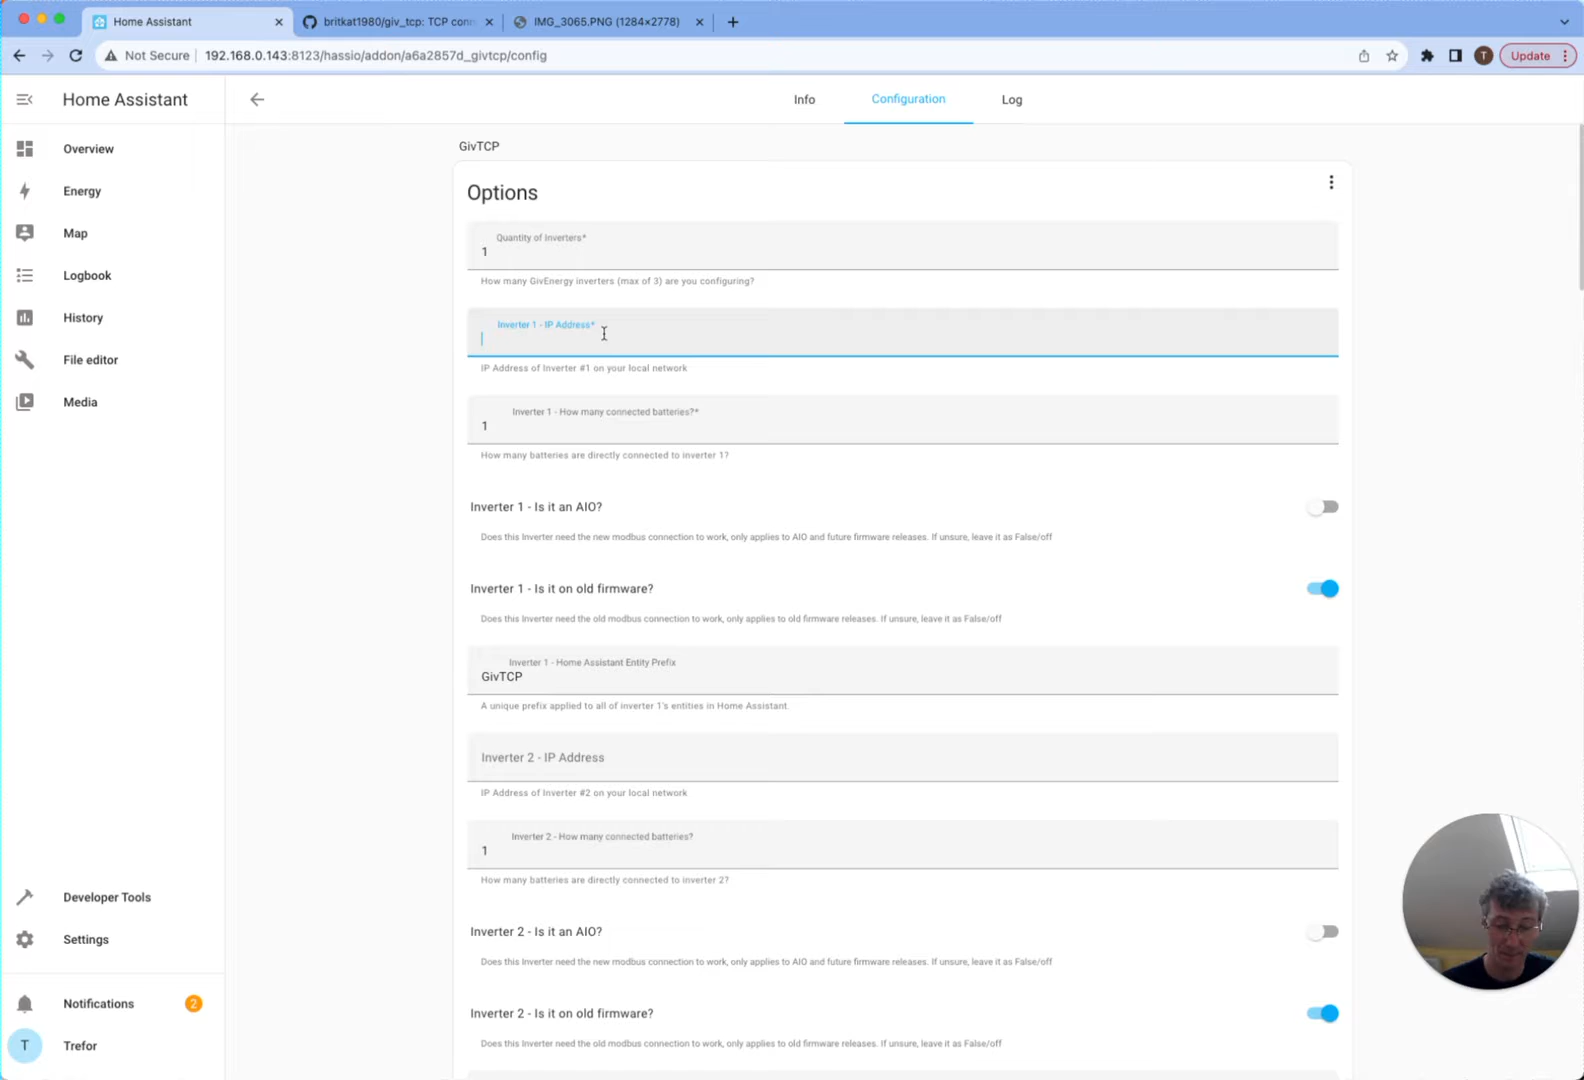 Home Assistant
britkat1980/giv_tcp: TCP conn
IMG_3065.PNG (1284×2778)
Not Secure
192.168.0.143:8123/hassio/addon/a6a2857d_givtcp/config
T
Update
Home Assistant
Info
Configuration
Log
Overview
Energy
Map
Logbook
History
File editor
Media
Developer Tools
Settings
Notifications
2
T
Trefor
GivTCP
Options
Quantity of Inverters*
1
How many GivEnergy inverters (max of 3) are you configuring?
Inverter 1 - IP Address*
IP Address of Inverter #1 on your local network
Inverter 1 - How many connected batteries?*
1
How many batteries are directly connected to inverter 1?
Inverter 1 - Is it an AIO?
Does this Inverter need the new modbus connection to work, only applies to AIO and future firmware releases. If unsure, leave it as False/off
Inverter 1 - Is it on old firmware?
Does this Inverter need the old modbus connection to work, only applies to old firmware releases. If unsure, leave it as False/off
Inverter 1 - Home Assistant Entity Prefix
GivTCP
A unique prefix applied to all of inverter 1's entities in Home Assistant.
Inverter 2 - IP Address
IP Address of Inverter #2 on your local network
Inverter 2 - How many connected batteries?
1
How many batteries are directly connected to inverter 2?
Inverter 2 - Is it an AIO?
Does this Inverter need the new modbus connection to work, only applies to AIO and future firmware releases. If unsure, leave it as False/off
Inverter 2 - Is it on old firmware?
Does this Inverter need the old modbus connection to work, only applies to old firmware releases. If unsure, leave it as False/off